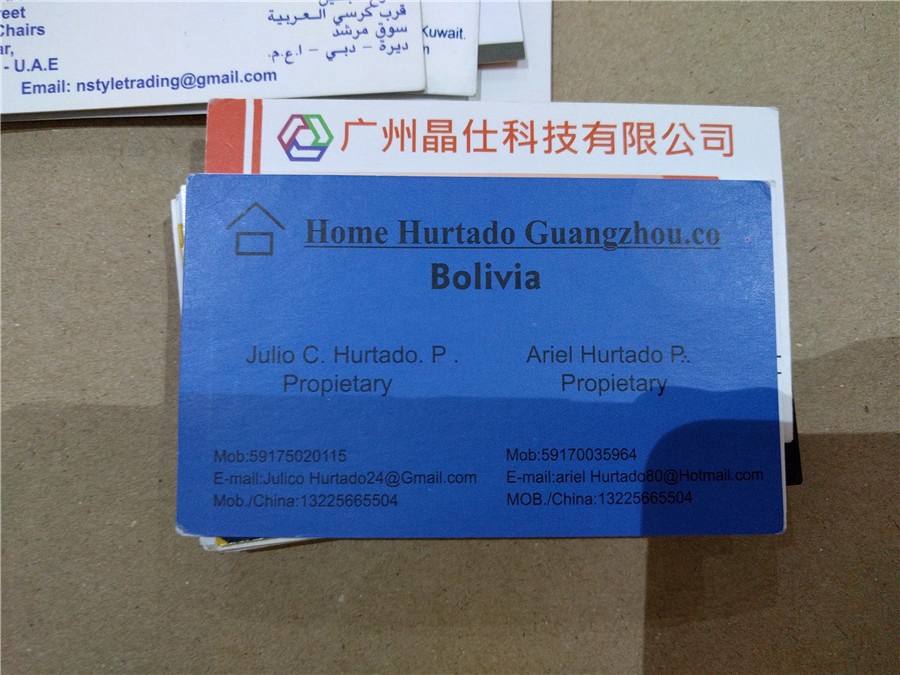 reet
Chairs
ar,
- U.A.E
Email: nstyletrading@gmail.com
قرب كرسي العربية
سوق مرشد
ديرة - دبي - ا.ع.م.
Kuwait.
广州晶仕科技有限公司
Home Hurtado Guangzhou.co
Bolivia
Julio C. Hurtado. P .
Propietary
Mob:59175020115
E-mail:Julico Hurtado24@Gmail.com
Mob./China:13225665504
Ariel Hurtado P.
Propietary
Mob:59170035964
E-mail:ariel Hurtado80@Hotmail.com
MOB./China:13225665504